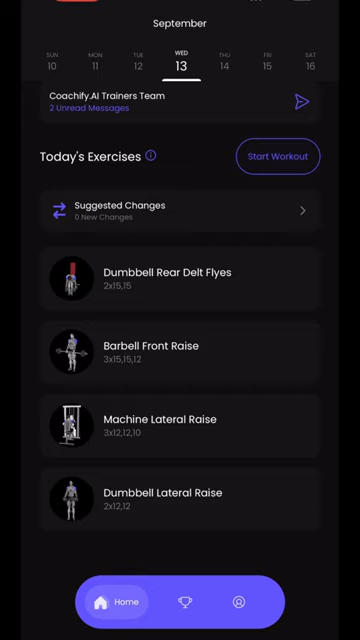 September
SUN MON TUE WED THU FRI SAT
10 11 12 13 14 15 16
Coachify.AI Trainers Team
2 Unread Messages
Today's Exercises
Start Workout
Suggested Changes
0 New Changes
Dumbbell Rear Delt Flyes
2x15,15
Barbell Front Raise
3x15,15,12
Machine Lateral Raise
3x12,12,10
Dumbbell Lateral Raise
2x12,12
Home